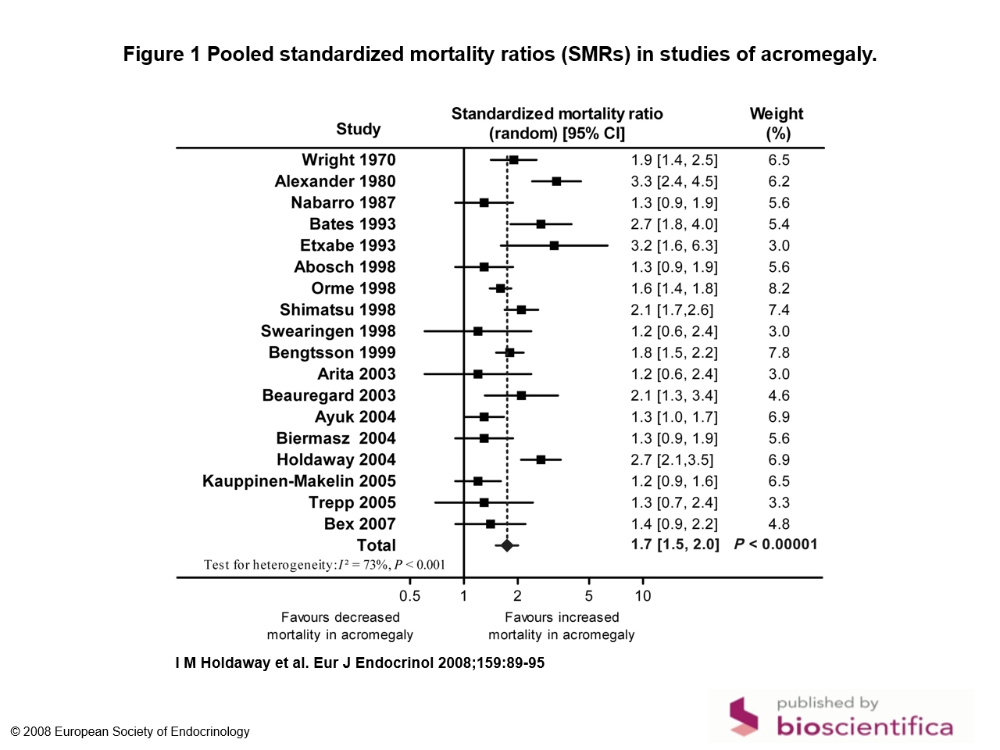 Figure 1 Pooled standardized mortality ratios (SMRs) in studies of acromegaly.
Study
Standardized mortality ratio
(random) [95% CI]
Weight
(%)
Wright 1970 1.9 [1.4, 2.5] 6.5
Alexander 1980 3.3 [2.4, 4.5] 6.2
Nabarro 1987 1.3 [0.9, 1.9] 5.6
Bates 1993 2.7 [1.8, 4.0] 5.4
Etxabe 1993 3.2 [1.6, 6.3] 3.0
Abosch 1998 1.3 [0.9, 1.9] 5.6
Orme 1998 1.6 [1.4, 1.8] 8.2
Shimatsu 1998 2.1 [1.7,2.6] 7.4
Swearingen 1998 1.2 [0.6, 2.4] 3.0
Bengtsson 1999 1.8 [1.5, 2.2] 7.8
Arita 2003 1.2 [0.6, 2.4] 3.0
Beauregard 2003 2.1 [1.3, 3.4] 4.6
Ayuk 2004 1.3 [1.0, 1.7] 6.9
Biermasz 2004 1.3 [0.9, 1.9] 5.6
Holdaway 2004 2.7 [2.1,3.5] 6.9
Kauppinen-Makelin 2005 1.2 [0.9, 1.6] 6.5
Trepp 2005 1.3 [0.7, 2.4] 3.3
Bex 2007 1.4 [0.9, 2.2] 4.8
Total 1.7 [1.5, 2.0] P < 0.00001
Test for heterogeneity: I² = 73%, P < 0.001
0.5 1 2 5 10
Favours decreased
mortality in acromegaly
Favours increased
mortality in acromegaly
I M Holdaway et al. Eur J Endocrinol 2008;159:89-95
© 2008 European Society of Endocrinology
published by
bioscientifica